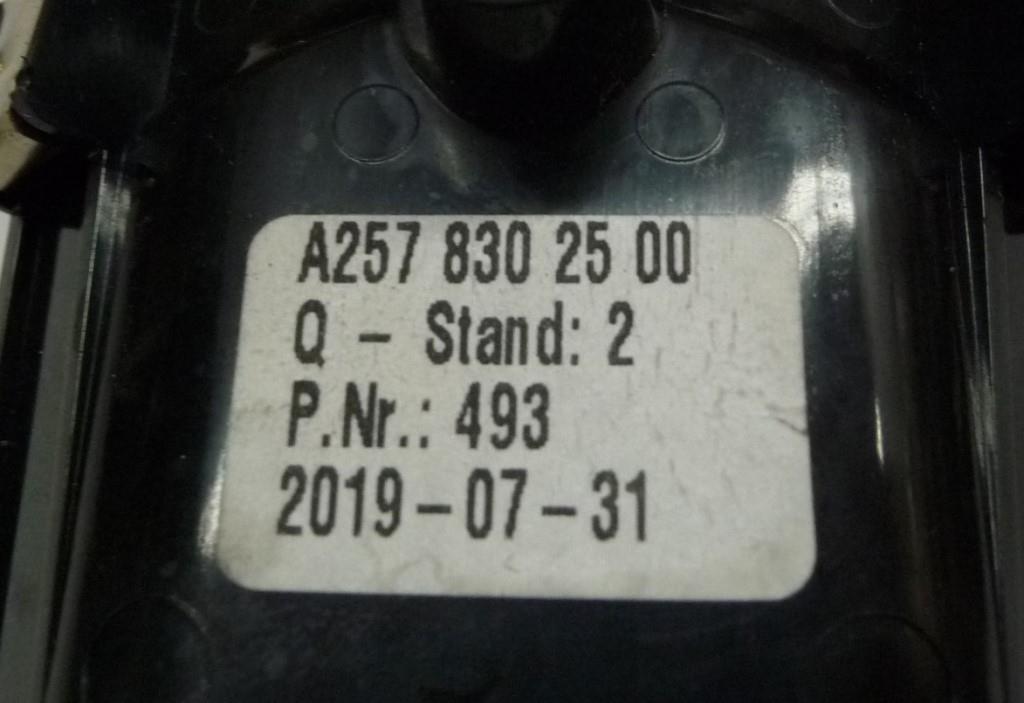 A257 830 25 00
Q - Stand: 2
P.Nr.: 493
2019-07-31